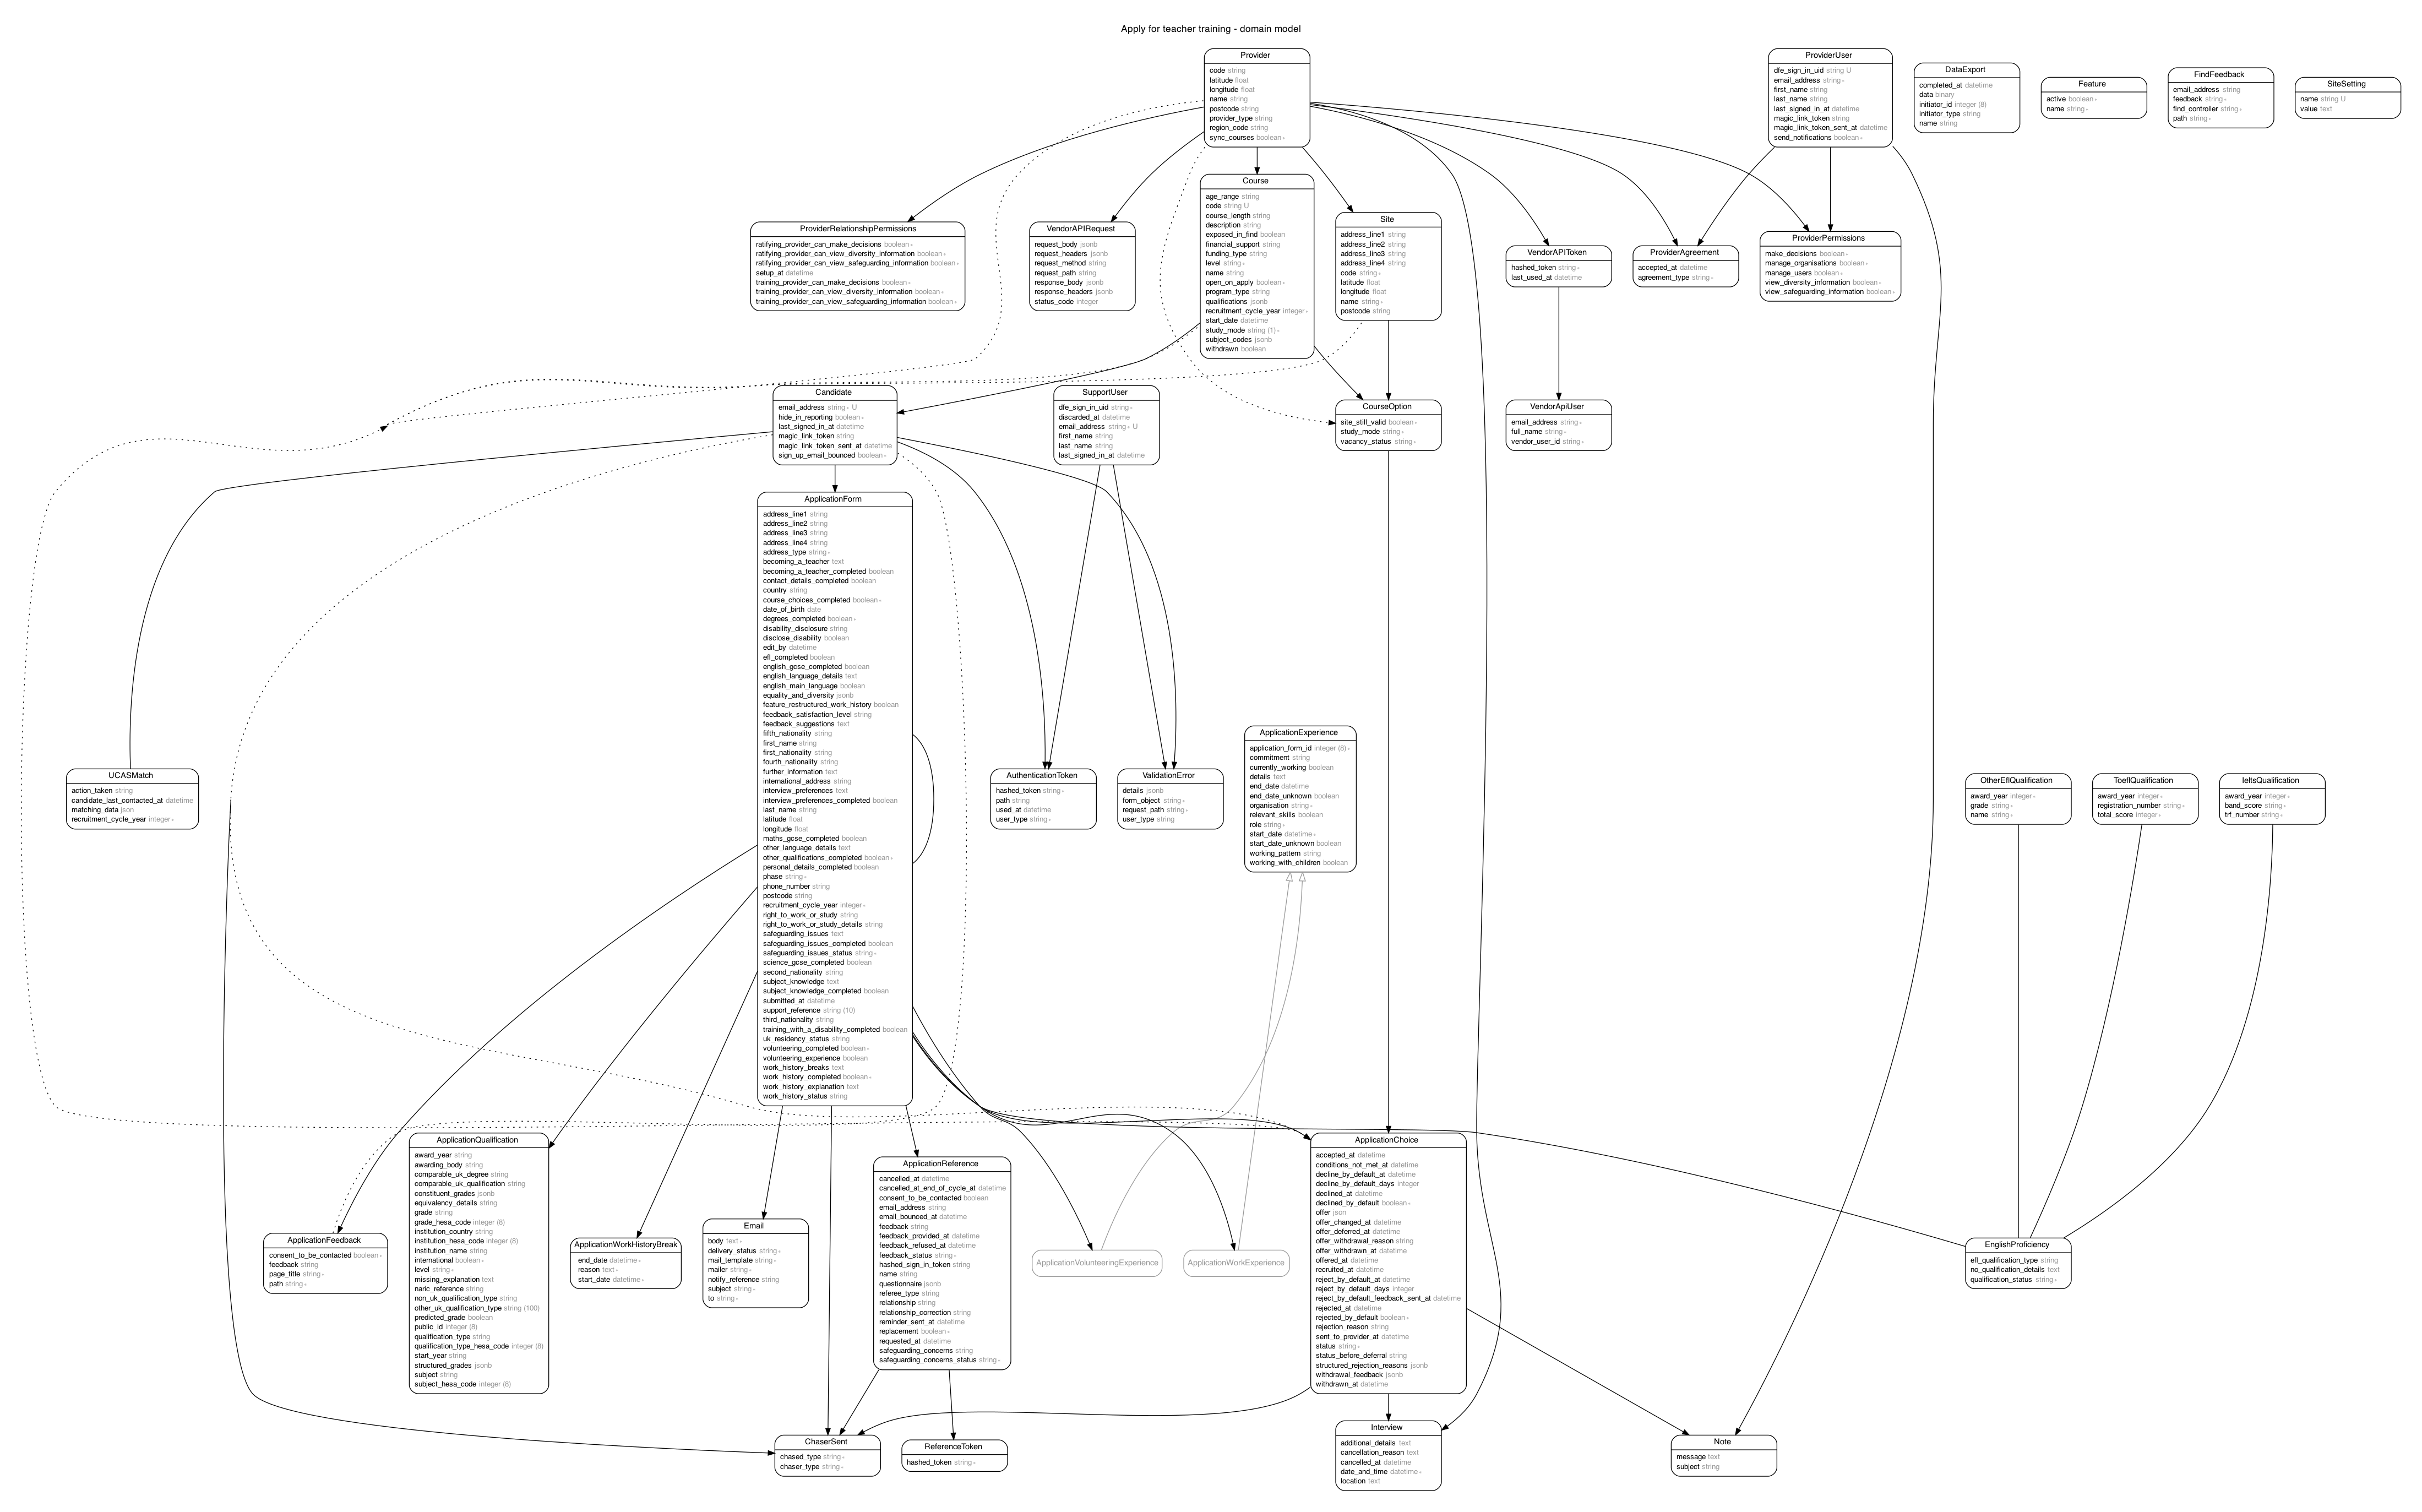 Apply for teacher training - domain model
Provider
code string
latitude float
longitude float
name string
postcode string
provider_type string
region_code string
sync_courses boolean ∗
ProviderUser
dfe_sign_in_uid string U
email_address string ∗
first_name string
last_name string
last_signed_in_at datetime
magic_link_token string
magic_link_token_sent_at datetime
send_notifications boolean ∗
DataExport
completed_at datetime
data binary
initiator_id integer (8)
initiator_type string
name string
Feature
active boolean ∗
name string ∗
FindFeedback
email_address string
feedback string ∗
find_controller string ∗
path string ∗
SiteSetting
name string U
value text
Course
age_range string
code string U
course_length string
description string
exposed_in_find boolean
financial_support string
funding_type string
level string ∗
name string
open_on_apply boolean ∗
program_type string
qualifications jsonb
recruitment_cycle_year integer ∗
start_date datetime
study_mode string (1) ∗
subject_codes jsonb
withdrawn boolean
Site
address_line1 string
address_line2 string
address_line3 string
address_line4 string
code string ∗
latitude float
longitude float
name string ∗
postcode string
ProviderRelationshipPermissions
ratifying_provider_can_make_decisions boolean ∗
ratifying_provider_can_view_diversity_information boolean ∗
ratifying_provider_can_view_safeguarding_information boolean ∗
setup_at datetime
training_provider_can_make_decisions boolean ∗
training_provider_can_view_diversity_information boolean ∗
training_provider_can_view_safeguarding_information boolean ∗
VendorAPIRequest
request_body jsonb
request_headers jsonb
request_method string
request_path string
response_body jsonb
response_headers jsonb
status_code integer
VendorAPIToken
hashed_token string ∗
last_used_at datetime
ProviderAgreement
accepted_at datetime
agreement_type string ∗
ProviderPermissions
make_decisions boolean ∗
manage_organisations boolean ∗
manage_users boolean ∗
view_diversity_information boolean ∗
view_safeguarding_information boolean ∗
Candidate
email_address string ∗ U
hide_in_reporting boolean ∗
last_signed_in_at datetime
magic_link_token string
magic_link_token_sent_at datetime
sign_up_email_bounced boolean ∗
SupportUser
dfe_sign_in_uid string ∗
discarded_at datetime
email_address string ∗ U
first_name string
last_name string
last_signed_in_at datetime
CourseOption
site_still_valid boolean ∗
study_mode string ∗
vacancy_status string ∗
VendorApiUser
email_address string ∗
full_name string ∗
vendor_user_id string ∗
ApplicationForm
address_line1 string
address_line2 string
address_line3 string
address_line4 string
address_type string ∗
becoming_a_teacher text
becoming_a_teacher_completed boolean
contact_details_completed boolean
country string
course_choices_completed boolean ∗
date_of_birth date
degrees_completed boolean ∗
disability_disclosure string
disclose_disability boolean
edit_by datetime
efl_completed boolean
english_gcse_completed boolean
english_language_details text
english_main_language boolean
equality_and_diversity jsonb
feature_restructured_work_history boolean
feedback_satisfaction_level string
feedback_suggestions text
fifth_nationality string
first_name string
first_nationality string
fourth_nationality string
further_information text
international_address string
interview_preferences text
interview_preferences_completed boolean
last_name string
latitude float
longitude float
maths_gcse_completed boolean
other_language_details text
other_qualifications_completed boolean ∗
personal_details_completed boolean
phase string ∗
phone_number string
postcode string
recruitment_cycle_year integer ∗
right_to_work_or_study string
right_to_work_or_study_details string
safeguarding_issues text
safeguarding_issues_completed boolean
safeguarding_issues_status string ∗
science_gcse_completed boolean
second_nationality string
subject_knowledge text
subject_knowledge_completed boolean
submitted_at datetime
support_reference string (10)
third_nationality string
training_with_a_disability_completed boolean
uk_residency_status string
volunteering_completed boolean ∗
volunteering_experience boolean
work_history_breaks text
work_history_completed boolean ∗
work_history_explanation text
work_history_status string
UCASMatch
action_taken string
candidate_last_contacted_at datetime
matching_data json
recruitment_cycle_year integer ∗
AuthenticationToken
hashed_token string ∗
path string
used_at datetime
user_type string ∗
ValidationError
details jsonb
form_object string ∗
request_path string ∗
user_type string
ApplicationExperience
application_form_id integer (8) ∗
commitment string
currently_working boolean
details text
end_date datetime
end_date_unknown boolean
organisation string ∗
relevant_skills boolean
role string ∗
start_date datetime ∗
start_date_unknown boolean
working_pattern string
working_with_children boolean
OtherEflQualification
award_year integer ∗
grade string ∗
name string ∗
ToeflQualification
award_year integer ∗
registration_number string ∗
total_score integer ∗
IeltsQualification
award_year integer ∗
band_score string ∗
trf_number string ∗
ApplicationQualification
award_year string
awarding_body string
comparable_uk_degree string
comparable_uk_qualification string
constituent_grades jsonb
equivalency_details string
grade string
grade_hesa_code integer (8)
institution_country string
institution_hesa_code integer (8)
institution_name string
international boolean ∗
level string ∗
missing_explanation text
naric_reference string
non_uk_qualification_type string
other_uk_qualification_type string (100)
predicted_grade boolean
public_id integer (8)
qualification_type string
qualification_type_hesa_code integer (8)
start_year string
structured_grades jsonb
subject string
subject_hesa_code integer (8)
ApplicationFeedback
consent_to_be_contacted boolean ∗
feedback string
page_title string ∗
path string ∗
ApplicationWorkHistoryBreak
end_date datetime ∗
reason text ∗
start_date datetime ∗
Email
body text ∗
delivery_status string ∗
mail_template string ∗
mailer string ∗
notify_reference string
subject string ∗
to string ∗
ApplicationReference
cancelled_at datetime
cancelled_at_end_of_cycle_at datetime
consent_to_be_contacted boolean
email_address string
email_bounced_at datetime
feedback string
feedback_provided_at datetime
feedback_refused_at datetime
feedback_status string ∗
hashed_sign_in_token string
name string
questionnaire jsonb
referee_type string
relationship string
relationship_correction string
reminder_sent_at datetime
replacement boolean ∗
requested_at datetime
safeguarding_concerns string
safeguarding_concerns_status string ∗
ApplicationVolunteeringExperience
ApplicationWorkExperience
ApplicationChoice
accepted_at datetime
conditions_not_met_at datetime
decline_by_default_at datetime
decline_by_default_days integer
declined_at datetime
declined_by_default boolean ∗
offer json
offer_changed_at datetime
offer_deferred_at datetime
offer_withdrawal_reason string
offer_withdrawn_at datetime
offered_at datetime
recruited_at datetime
reject_by_default_at datetime
reject_by_default_days integer
reject_by_default_feedback_sent_at datetime
rejected_at datetime
rejected_by_default boolean ∗
rejection_reason string
sent_to_provider_at datetime
status string ∗
status_before_deferral string
structured_rejection_reasons jsonb
withdrawal_feedback jsonb
withdrawn_at datetime
EnglishProficiency
efl_qualification_type string
no_qualification_details text
qualification_status string ∗
ChaserSent
chased_type string ∗
chaser_type string ∗
ReferenceToken
hashed_token string ∗
Interview
additional_details text
cancellation_reason text
cancelled_at datetime
date_and_time datetime ∗
location text
Note
message text
subject string